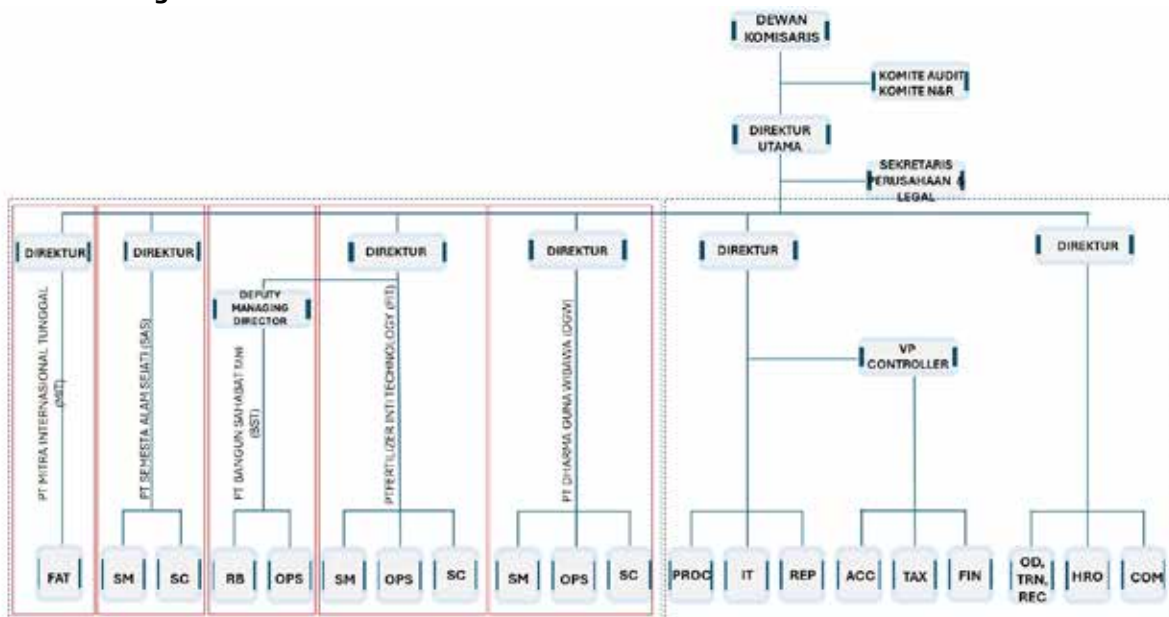 DEWAN
KOMISARIS
KOMITE AUDIT
KOMITE N&R
DIREKTUR
UTAMA
SEKRETARIS
PERUSAHAAN &
LEGAL
DIREKTUR
DIREKTUR
DIREKTUR
DIREKTUR
DIREKTUR
DIREKTUR
DEPUTY
MANAGING
DIRECTOR
VP
CONTROLLER
PT MITRA INTERNASIONAL TUNGGAL
(MIT)
PT SEMESTA ALAM SEJATI (SAS)
PT BANGUN SAHABAT TANI
(BST)
PT FERTILIZER INTI TECHNOLOGY (FIT)
PT DHARMA GUNA WIBAWA (DGW)
FAT
SM
SC
RB
OPS
SM
OPS
SC
SM
OPS
SC
PROC
IT
REP
ACC
TAX
FIN
OD,
TRN,
REC
HRO
COM